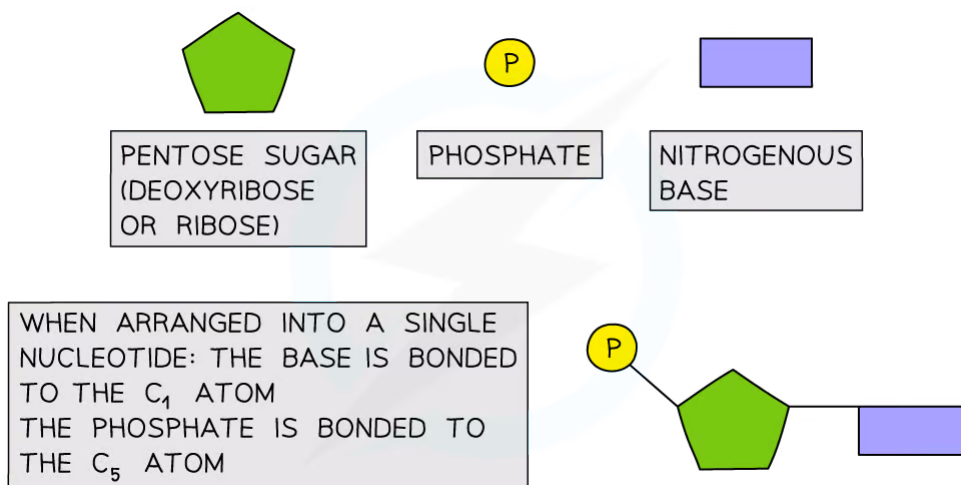 P
PENTOSE SUGAR
(DEOXYRIBOSE
OR RIBOSE)
PHOSPHATE
NITROGENOUS
BASE
WHEN ARRANGED INTO A SINGLE
NUCLEOTIDE: THE BASE IS BONDED
TO THE C₁ ATOM
THE PHOSPHATE IS BONDED TO
THE C₅ ATOM
P